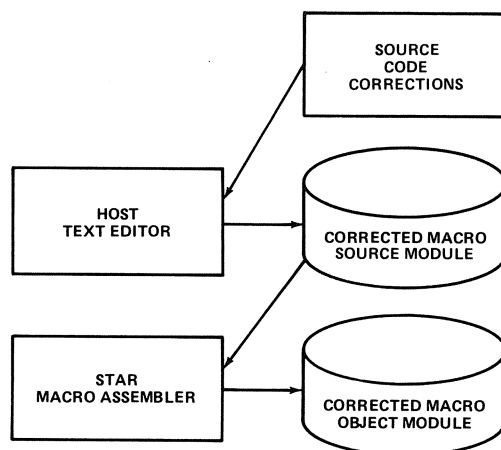 SOURCE
CODE
CORRECTIONS
HOST
TEXT EDITOR
CORRECTED MACRO
SOURCE MODULE
STAR
MACRO ASSEMBLER
CORRECTED MACRO
OBJECT MODULE